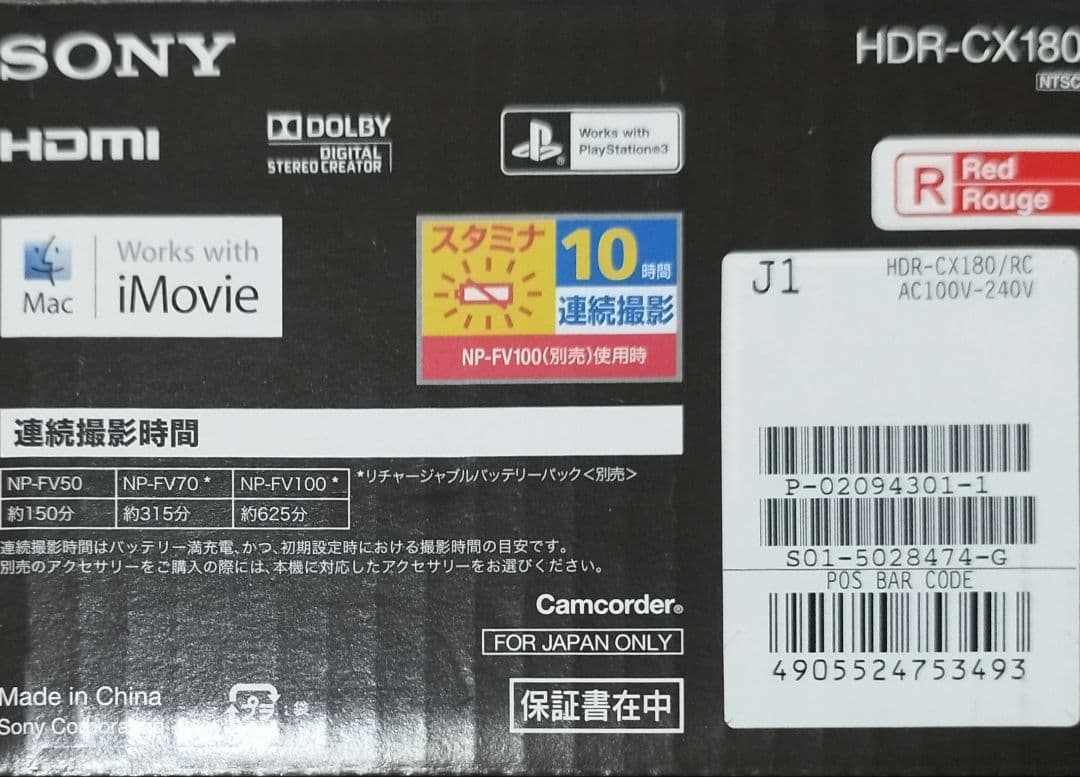 SONY
HDR-CX180
NTSC
HDMI
DOLBY
DIGITAL
STEREO CREATOR
Works with
PlayStation®3
R Red
Rouge
Works with
Mac iMovie
スタミナ 10時間
連続撮影
NP-FV100(別売)使用時
J1
HDR-CX180/RC
AC100V-240V
連続撮影時間
NP-FV50 NP-FV70 * NP-FV100 *
*リチャージャブルバッテリーパック<別売>
約150分 約315分 約625分
連続撮影時間はバッテリー満充電、かつ、初期設定時における撮影時間の目安です。
別売のアクセサリーをご購入の際には、本機に対応したアクセサリーをお選びください。
P-02094301-1
S01-5028474-G
POS BAR CODE
4905524753493
Camcorder®
FOR JAPAN ONLY
保証書在中
Made in China
Sony Corporation
袋